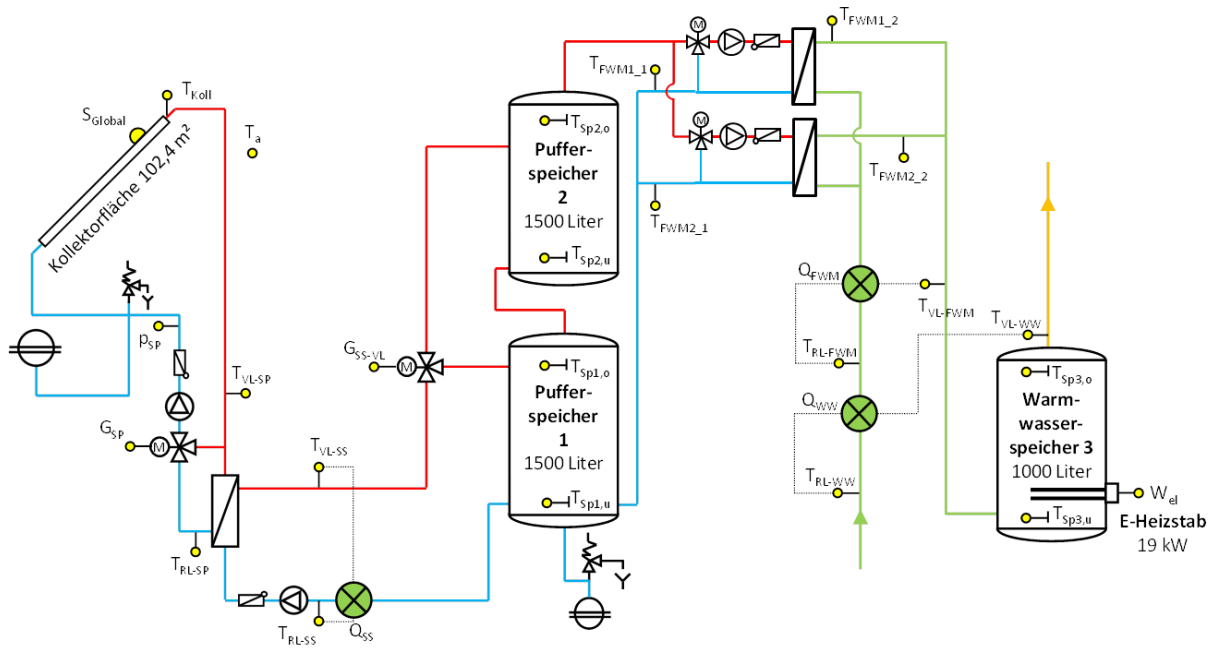 T_FWM1_2
T_FWM1_1
T_Koll
S_Global
T_a
Kollektorfläche 102,4 m²
T_Sp2,o
Puffer-
speicher
2
1500 Liter
T_Sp2,u
M
M
T_FWM2_2
T_FWM2_1
Q_FWM
T_VL-FWM
T_VL-WW
p_SP
G_SS-VL
M
T_RL-FWM
T_Sp1,o
Puffer-
speicher
1
1500 Liter
T_Sp1,u
T_VL-SP
Q_WW
T_Sp3,o
Warm-
wasser-
speicher 3
1000 Liter
T_Sp3,u
G_SP
M
T_VL-SS
T_RL-WW
W_el
E-Heizstab
19 kW
T_RL-SP
T_RL-SS
Q_SS